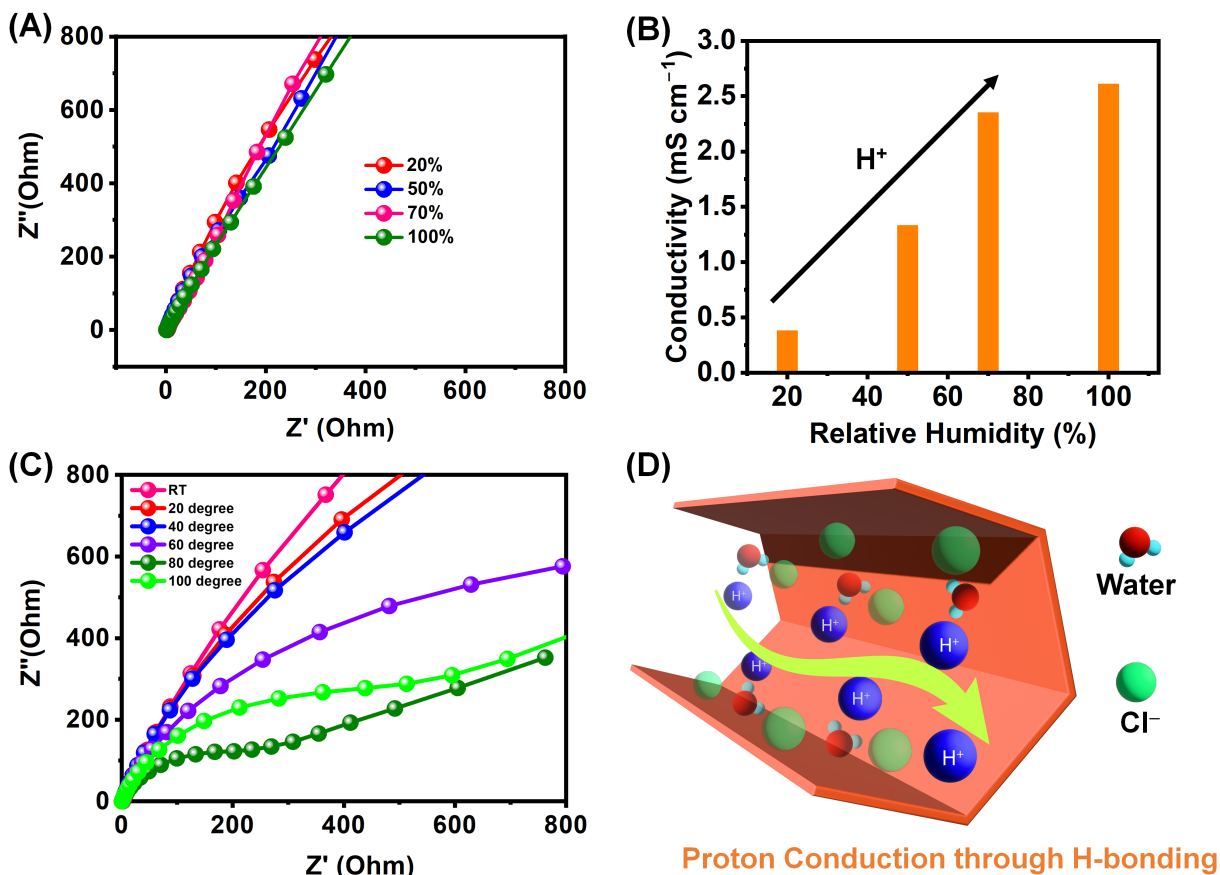 (A)
800
600
400
200
0
Z"(Ohm)
0 200 400 600 800
Z' (Ohm)
20%
50%
70%
100%
(B)
3.0
2.5
2.0
1.5
1.0
0.5
0.0
Conductivity (mS cm⁻¹)
H⁺
20 40 60 80 100
Relative Humidity (%)
(C)
800
600
400
200
0
Z"(Ohm)
RT
20 degree
40 degree
60 degree
80 degree
100 degree
0 200 400 600 800
Z' (Ohm)
(D)
H⁺
H⁺
H⁺
H⁺
H⁺
H⁺
Water
Cl⁻
Proton Conduction through H-bonding